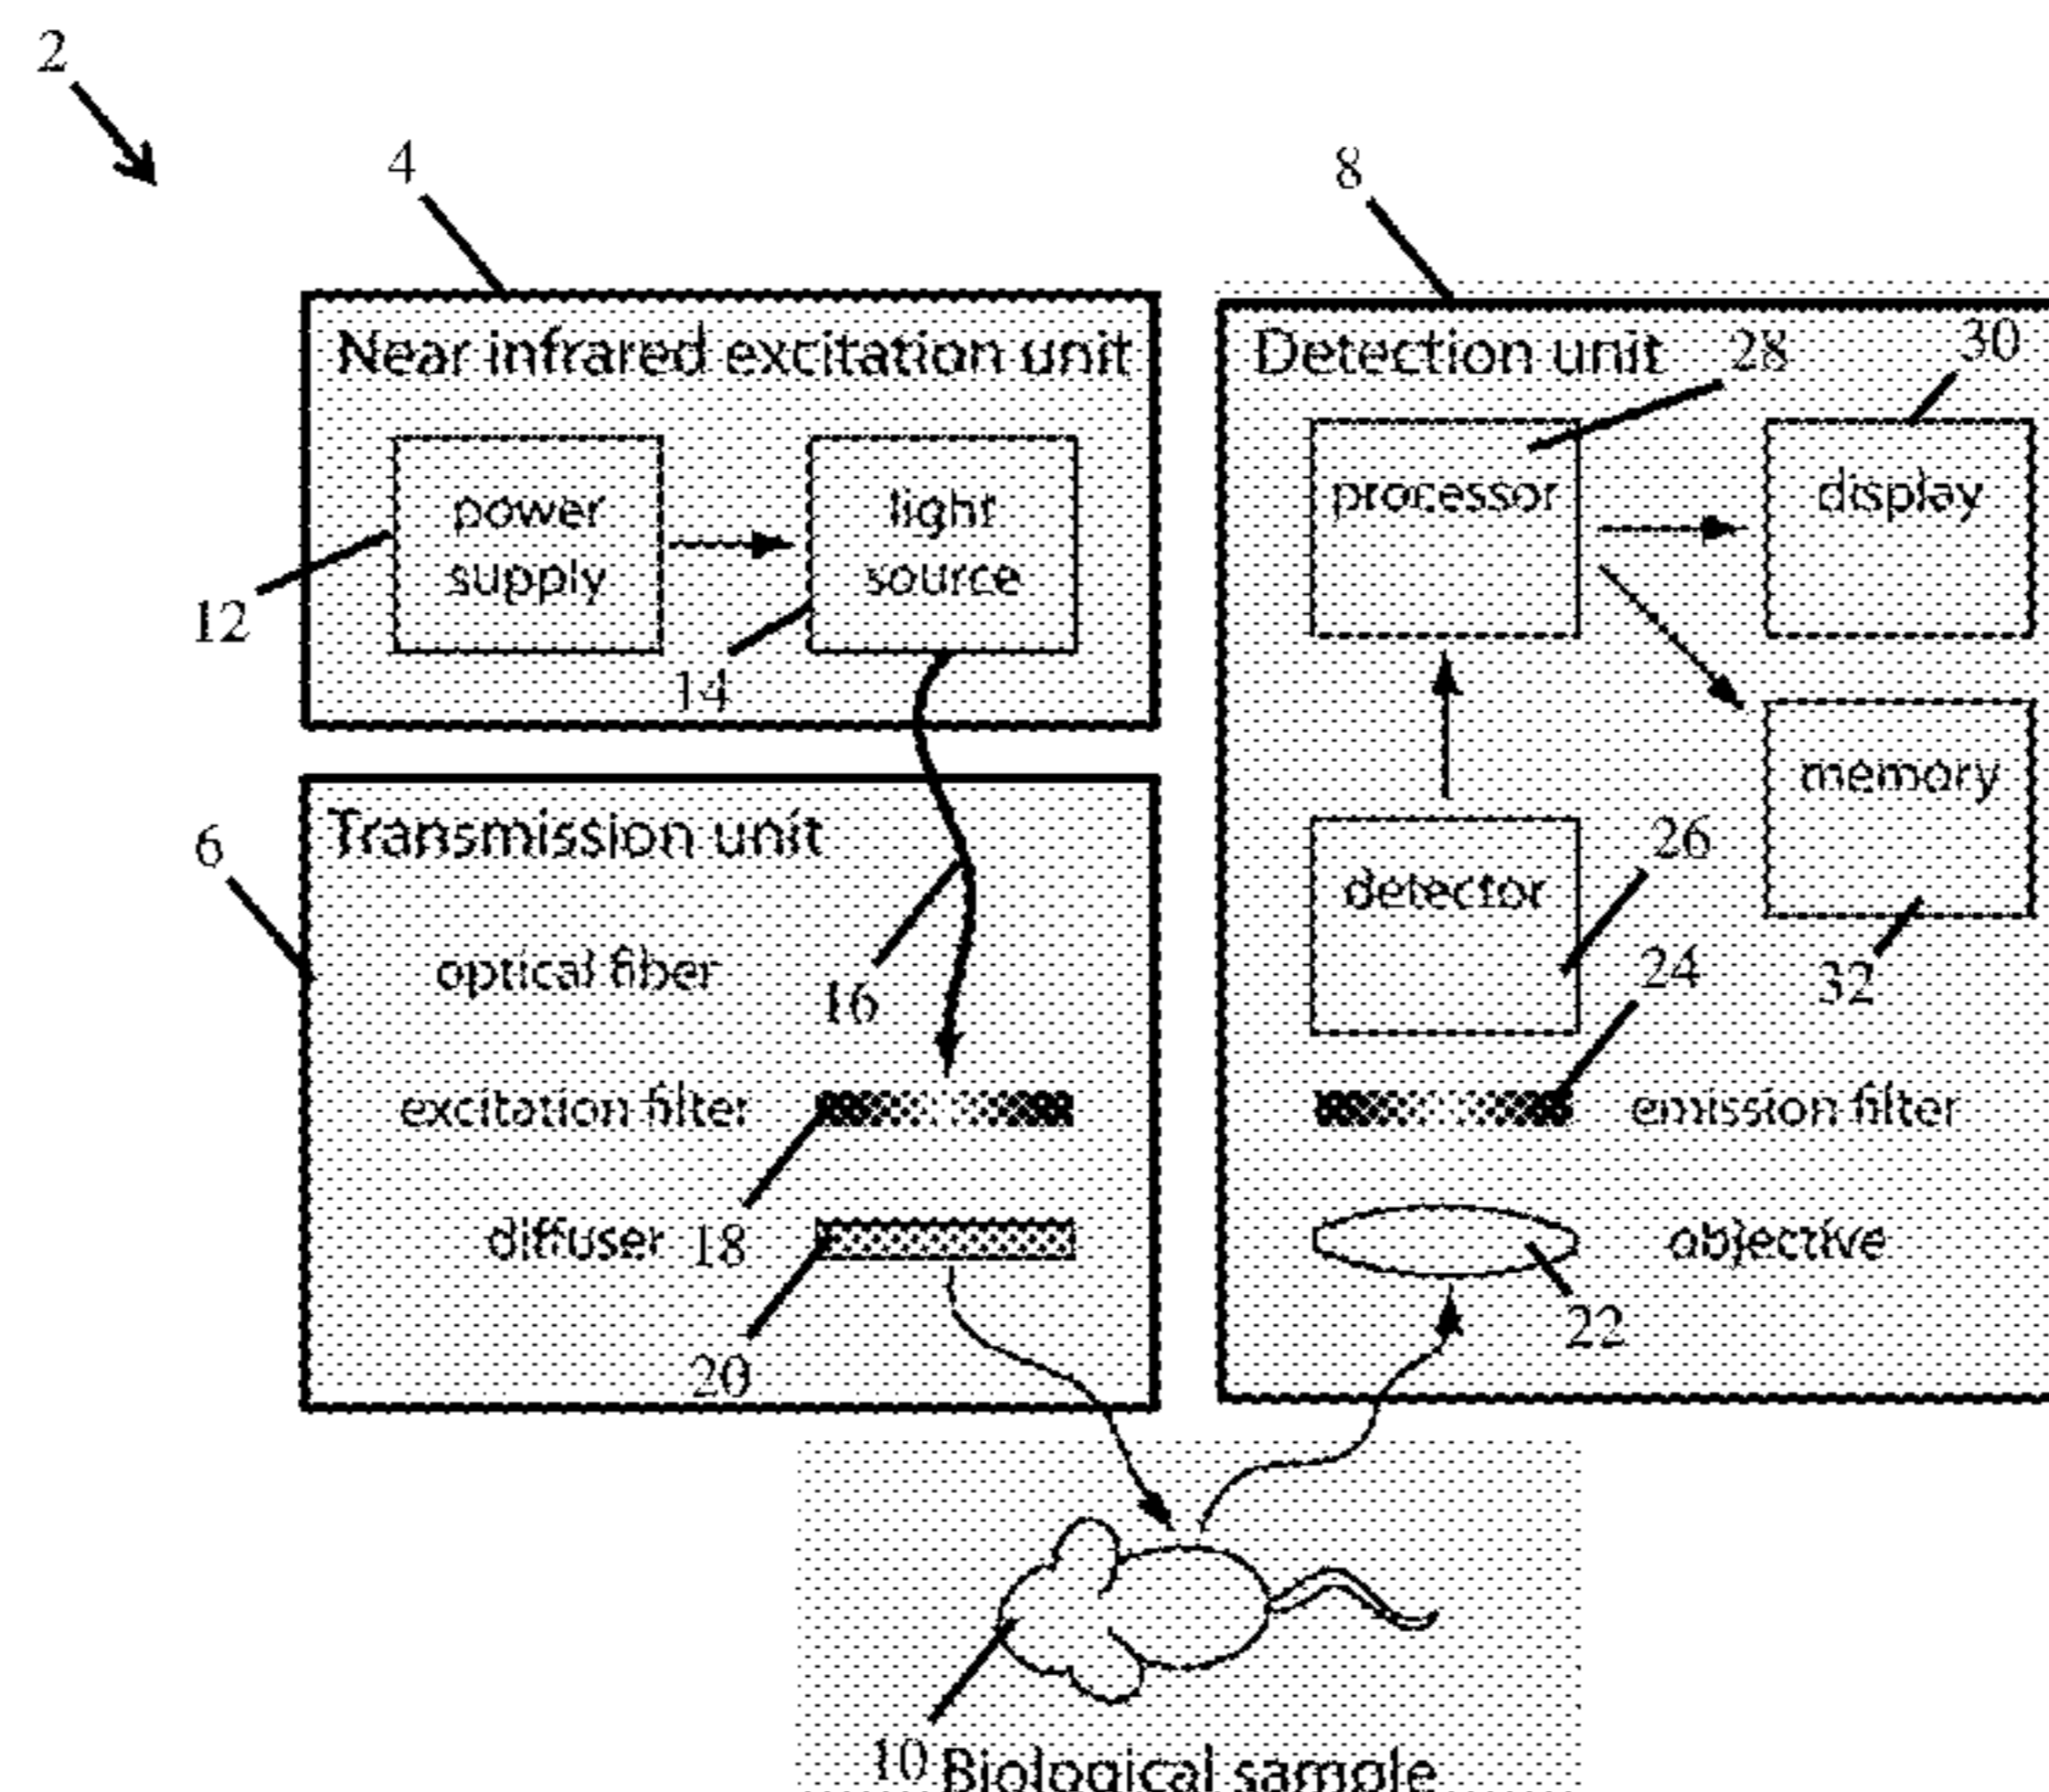 2
4
8
Near infrared excitation unit
Detection unit
28
30
power
supply
light
source
processor
display
12
14
memory
Transmission unit
6
26
detector
optical fiber
16
24
32
excitation filter
emission filter
diffuser
18
objective
20
22
10
Biological sample